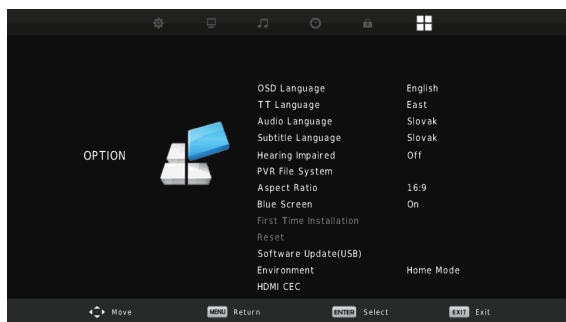 OSD Language English
TT Language East
Audio Language Slovak
Subtitle Language Slovak
OPTION
Hearing Impaired Off
PVR File System
Aspect Ratio 16:9
Blue Screen On
First Time Installation
Reset
Software Update(USB)
Environment Home Mode
HDMI CEC
Move MENU Return ENTER Select EXIT Exit